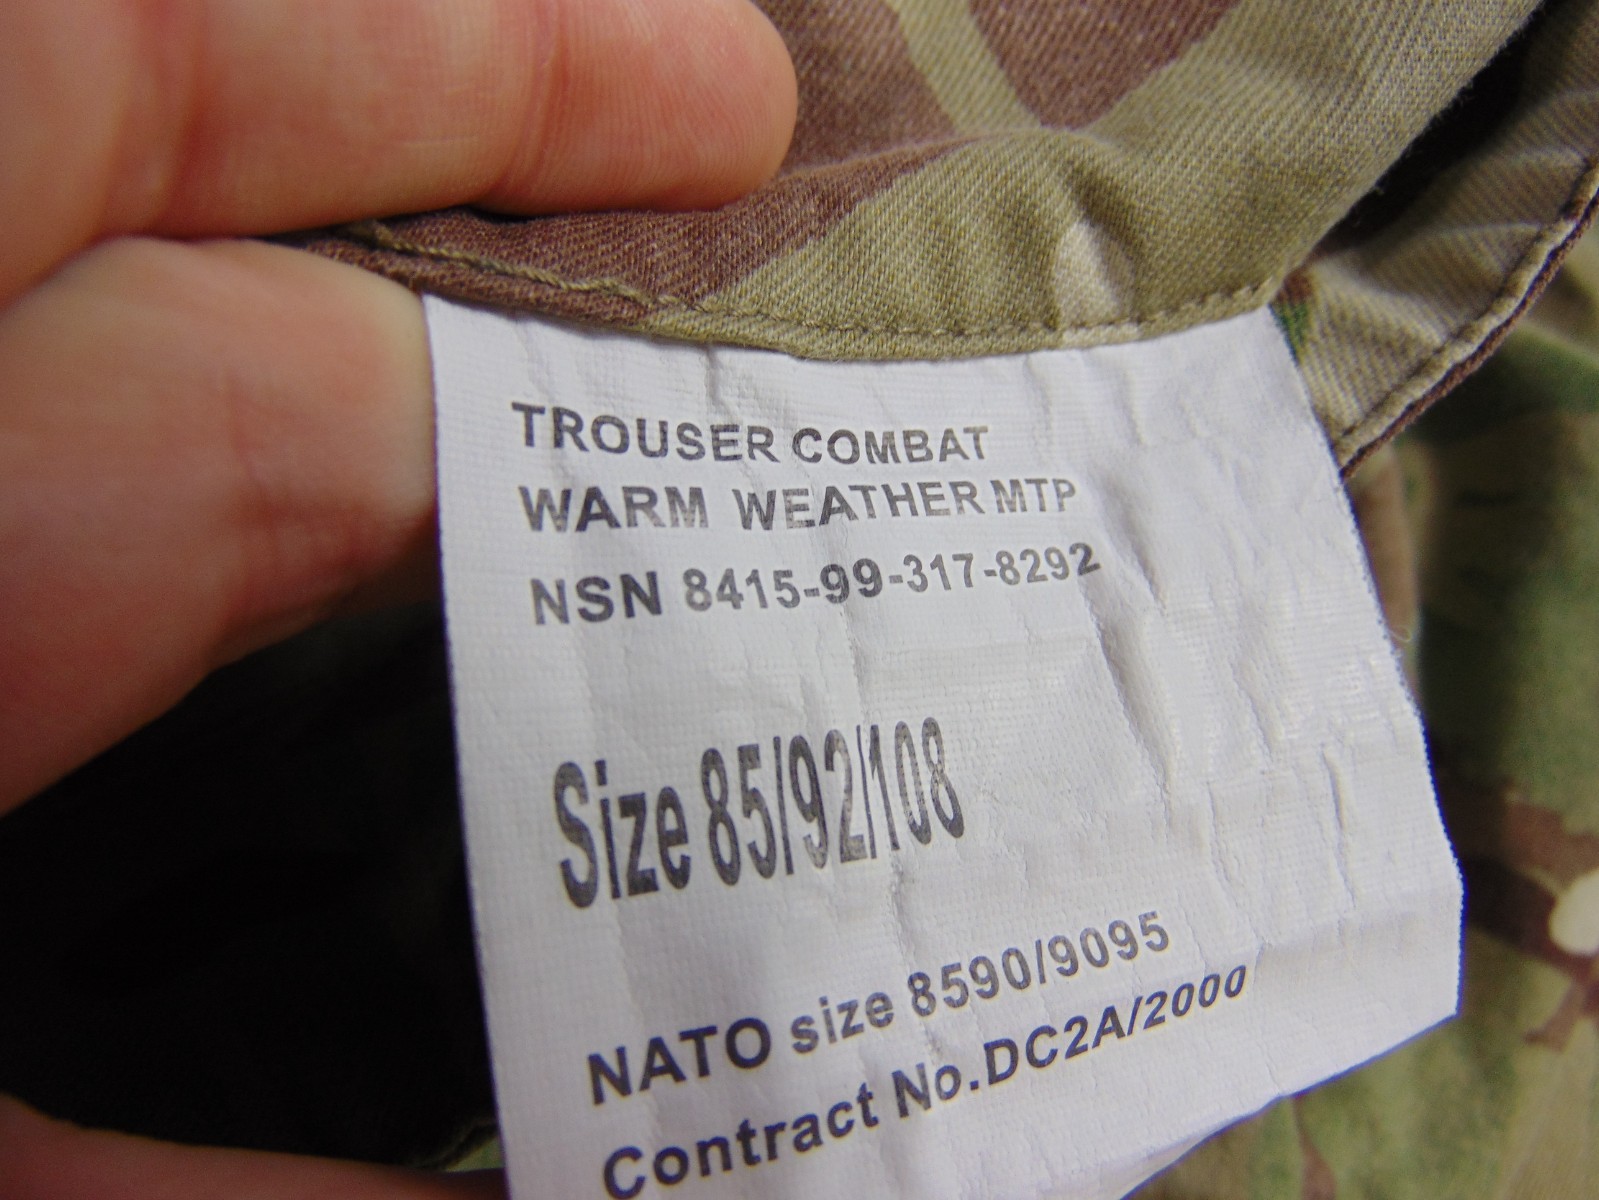 TROUSER COMBAT
WARM WEATHER MTP
NSN 8415-99-317-8292
Size 85/92/108
NATO size 8590/9095
Contract No.DC2A/2000